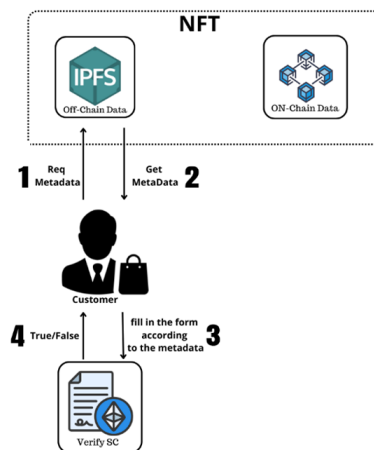 NFT
IPFS
Off-Chain Data
ON-Chain Data
1
Req
Metadata
Get
MetaData
2
Customer
4
True/False
fill in the form
according
to the metadata
3
Verify SC